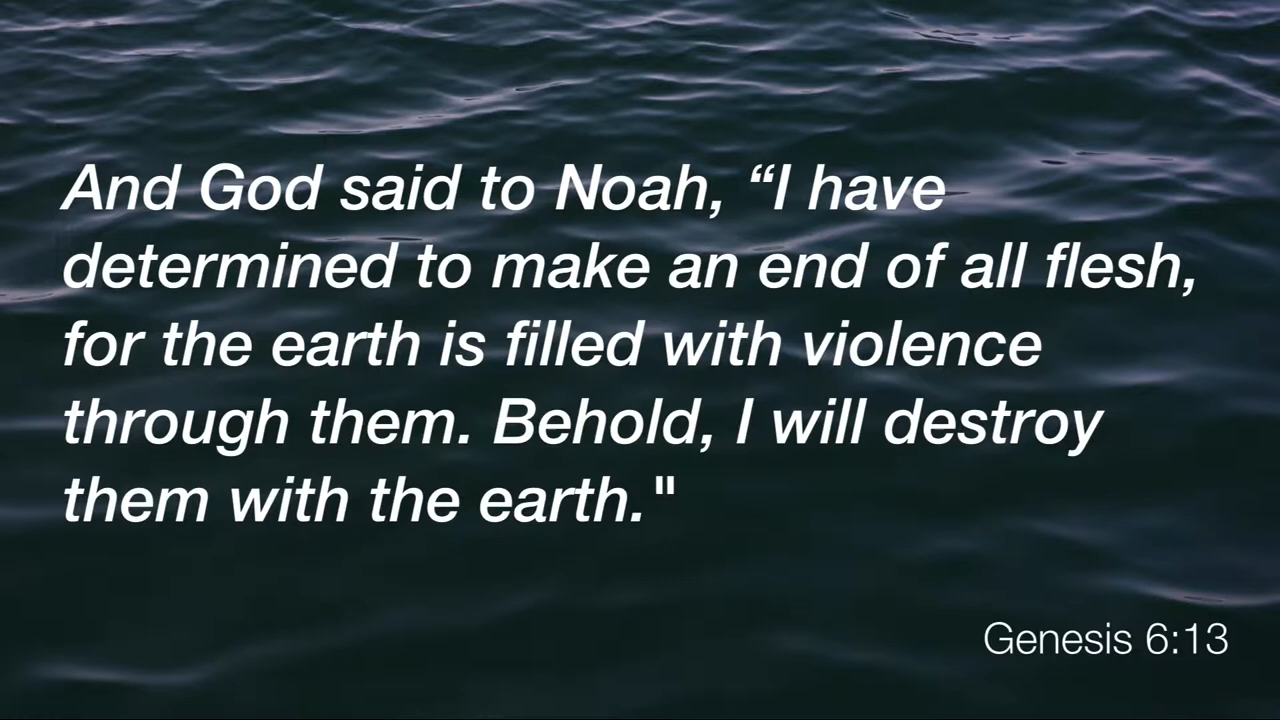 And God said to Noah, “I have
determined to make an end of all flesh,
for the earth is filled with violence
through them. Behold, I will destroy
them with the earth."
Genesis 6:13